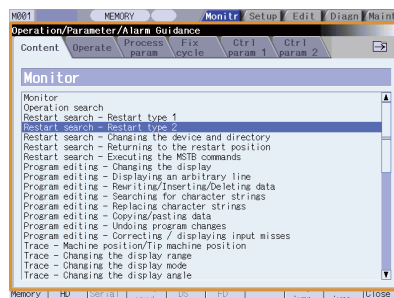 M001 MEMORY Monitr Setup Edit Diagn Maint
Operation/Parameter/Alarm Guidance
Content Operate Process param Fix cycle Ctrl param 1 Ctrl param 2
Monitor
Monitor
Operation search
Restart search - Restart type 1
Restart search - Restart type 2
Restart search - Changing the device and directory
Restart search - Returning to the restart position
Restart search - Executing the MSTB commands
Program editing - Changing the display
Program editing - Displaying an arbitrary line
Program editing - Rewriting/Inserting/Deleting data
Program editing - Searching for character strings
Program editing - Replacing character strings
Program editing - Copying/pasting data
Program editing - Undoing program changes
Program editing - Correcting / displaying input misses
Trace - Machine position/Tip machine position
Trace - Changing the display range
Trace - Changing the display mode
Trace - Changing the display angle
Memory HD Serial DS FD Close